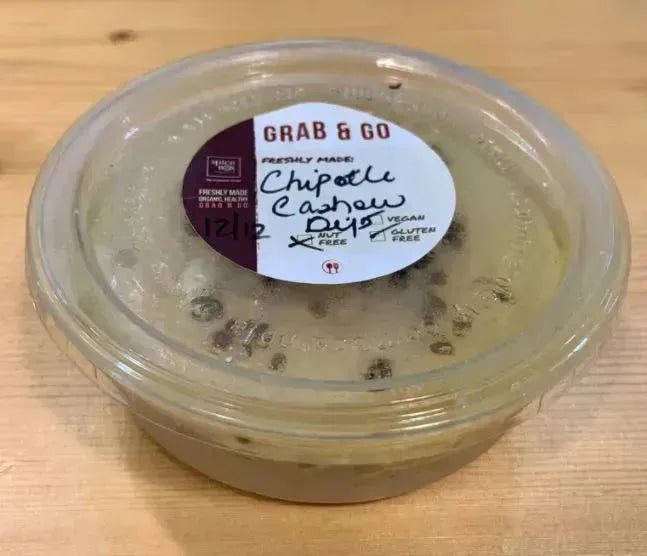 GRAB & GO
FRESHLY MADE:
Chipotle
Cashew
Dip
12/12
VEGAN
NUT
FREE
GLUTEN
FREE
spice
FRESHLY MADE
ORGANIC, HEALTHY
GRAB N GO